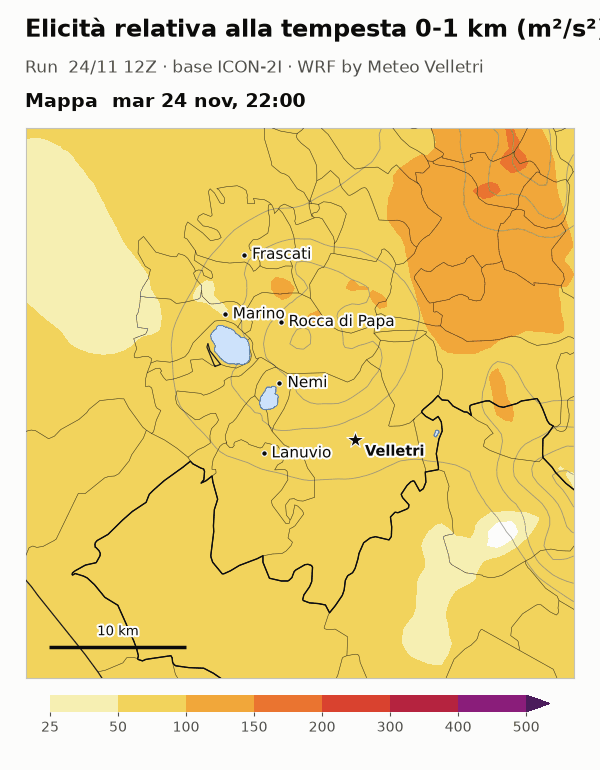 Elicità relativa alla tempesta 0-1 km (m²/s²)
Run 24/11 12Z · base ICON-2I · WRF by Meteo Velletri
Mappa mar 24 nov, 22:00
Frascati
Marino
Rocca di Papa
Nemi
Velletri
Lanuvio
10 km
25 50 100 150 200 300 400 500